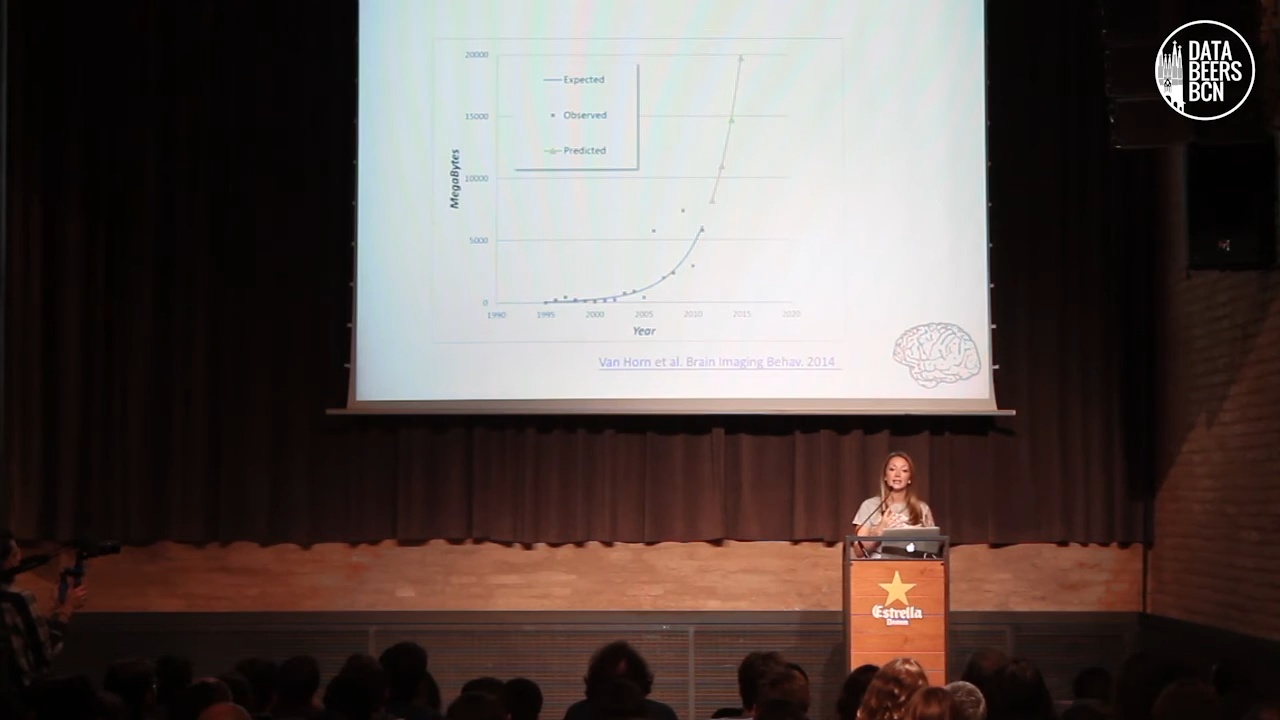 20000
15000
10000
5000
0
MegaBytes
Expected
Observed
Predicted
1990
1995
2000
2005
2010
2015
2020
Year
Van Horn et al. Brain Imaging Behav. 2014
DATA
BEERS
BCN
Estrella
Damm